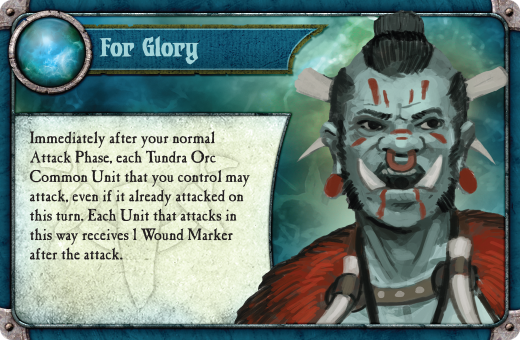 For Glory
Immediately after your normal
Attack Phase, each Tundra Orc
Common Unit that you control may
attack, even if it already attacked on
this turn. Each Unit that attacks in
this way receives 1 Wound Marker
after the attack.